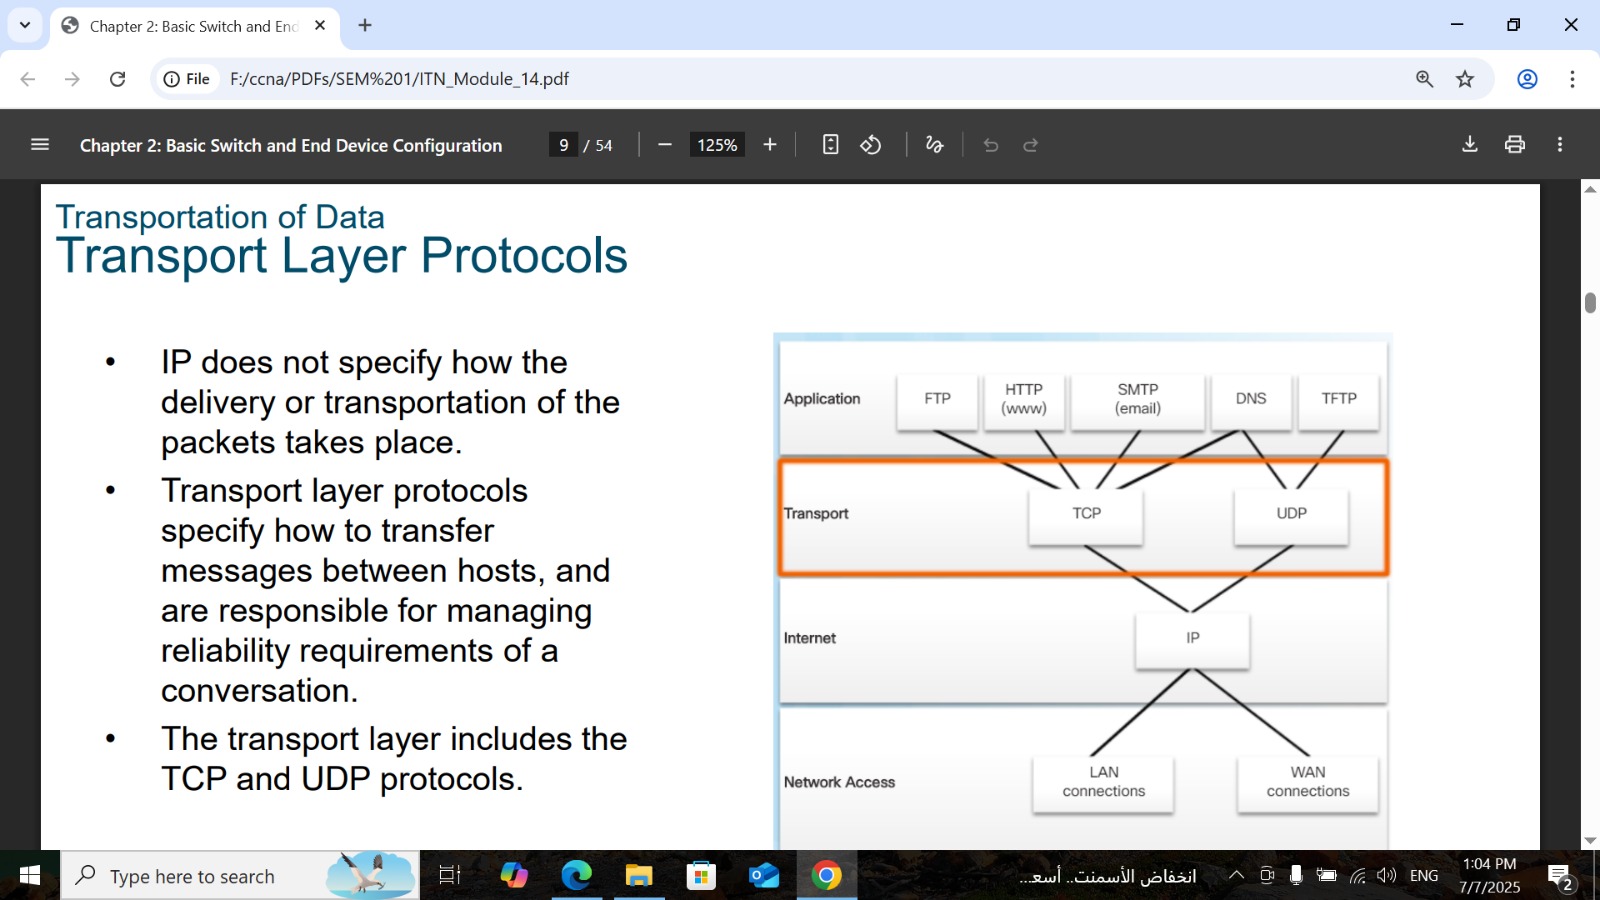 Chapter 2: Basic Switch and End
File
F:/ccna/PDFs/SEM%201/ITN_Module_14.pdf
Chapter 2: Basic Switch and End Device Configuration
9 / 54
125%
Transportation of Data
Transport Layer Protocols
• IP does not specify how the
delivery or transportation of the
packets takes place.
• Transport layer protocols
specify how to transfer
messages between hosts, and
are responsible for managing
reliability requirements of a
conversation.
• The transport layer includes the
TCP and UDP protocols.
Application
FTP
HTTP
(www)
SMTP
(email)
DNS
TFTP
Transport
TCP
UDP
Internet
IP
Network Access
LAN
connections
WAN
connections
Type here to search
انخفاض الأسمنت.. أسعـ...
ENG
1:04 PM
7/7/2025
2